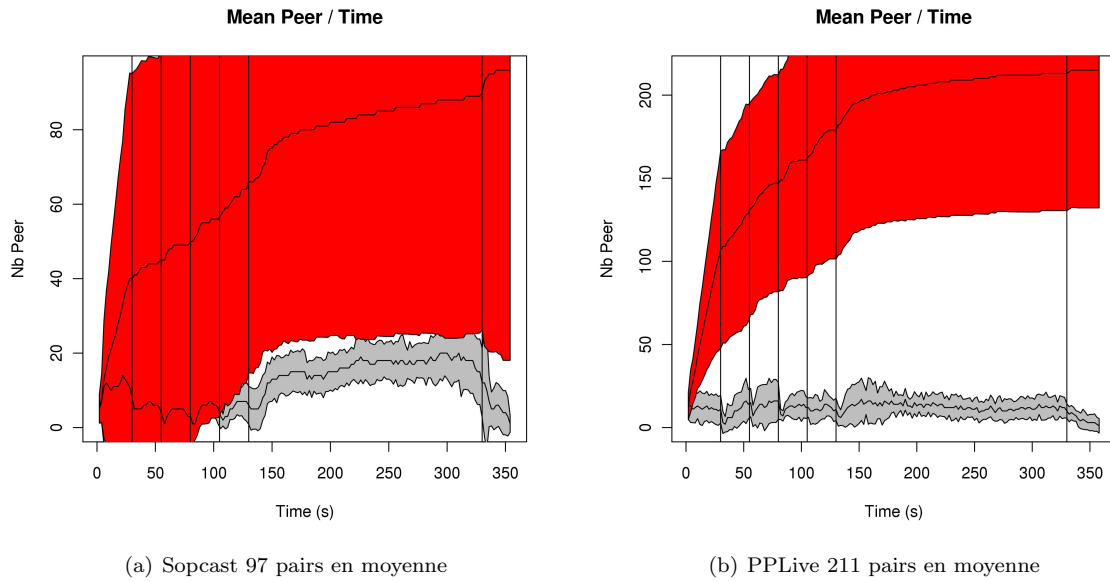 Mean Peer / Time
Nb Peer
80
60
40
20
0
0 50 100 150 200 250 300 350
Time (s)
(a) Sopcast 97 pairs en moyenne
Mean Peer / Time
Nb Peer
200
150
100
50
0
0 50 100 150 200 250 300 350
Time (s)
(b) PPLive 211 pairs en moyenne